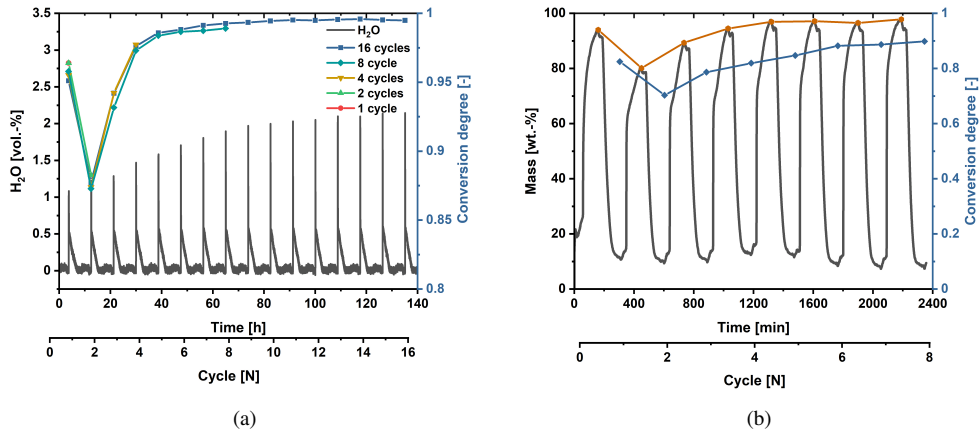 3.5
3
2.5
2
1.5
1
0.5
0
H₂O [vol.-%]
H₂O
16 cycles
8 cycle
4 cycles
2 cycles
1 cycle
1
0.95
0.9
0.85
0.8
Conversion degree [-]
0 20 40 60 80 100 120 140
Time [h]
0 2 4 6 8 10 12 14 16
Cycle [N]
(a)
100
80
60
40
20
0
Mass [wt.-%]
1
0.8
0.6
0.4
0.2
0
Conversion degree [-]
0 400 800 1200 1600 2000 2400
Time [min]
0 2 4 6 8
Cycle [N]
(b)